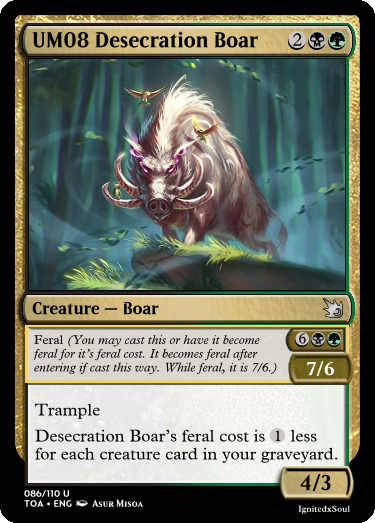 UM08 Desecration Boar 2
Creature — Boar
Feral (You may cast this or have it become
feral for it's feral cost. It becomes feral after
entering if cast this way. While feral, it is 7/6.)
6
7/6
Trample
Desecration Boar's feral cost is 1 less
for each creature card in your graveyard.
4/3
086/110 U
TOA • ENG Asur Misoa
IgnitedxSoul